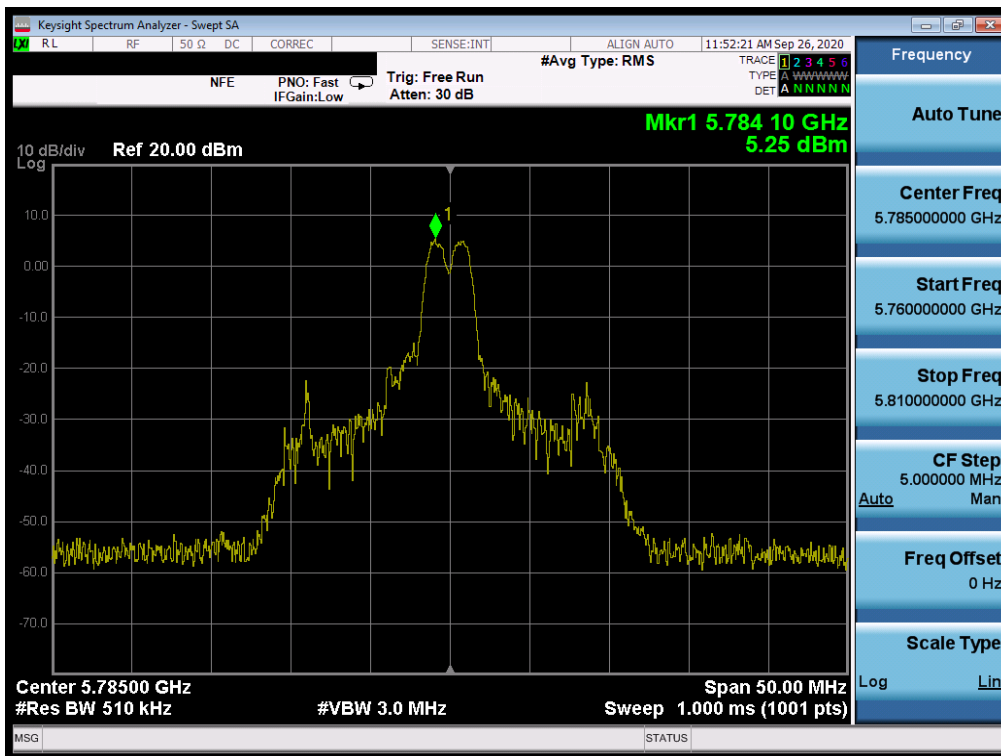 Keysight Spectrum Analyzer - Swept SA
LXI RL RF 50 Ω DC CORREC SENSE:INT ALIGN AUTO 11:52:21 AM Sep 26, 2020
Frequency
NFE
PNO: Fast
IFGain:Low
Trig: Free Run
Atten: 30 dB
#Avg Type: RMS
TRACE 1 2 3 4 5 6
TYPE A WWWWW
DET A N N N N N
Mkr1 5.784 10 GHz
5.25 dBm
10 dB/div Ref 20.00 dBm
Log
10.0
0.00
-10.0
-20.0
-30.0
-40.0
-50.0
-60.0
-70.0
1
Center 5.78500 GHz Span 50.00 MHz
#Res BW 510 kHz #VBW 3.0 MHz Sweep 1.000 ms (1001 pts)
MSG STATUS
Auto Tune
Center Freq
5.785000000 GHz
Start Freq
5.760000000 GHz
Stop Freq
5.810000000 GHz
CF Step
5.000000 MHz
Auto Man
Freq Offset
0 Hz
Scale Type
Log Lin